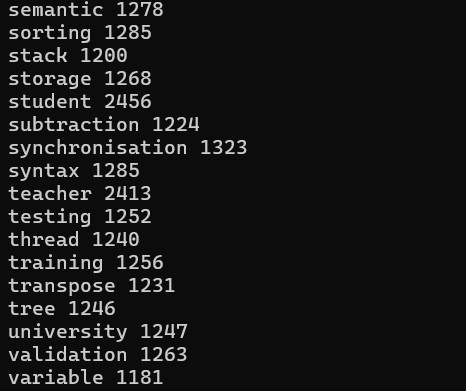 semantic 1278
sorting 1285
stack 1200
storage 1268
student 2456
subtraction 1224
synchronisation 1323
syntax 1285
teacher 2413
testing 1252
thread 1240
training 1256
transpose 1231
tree 1246
university 1247
validation 1263
variable 1181